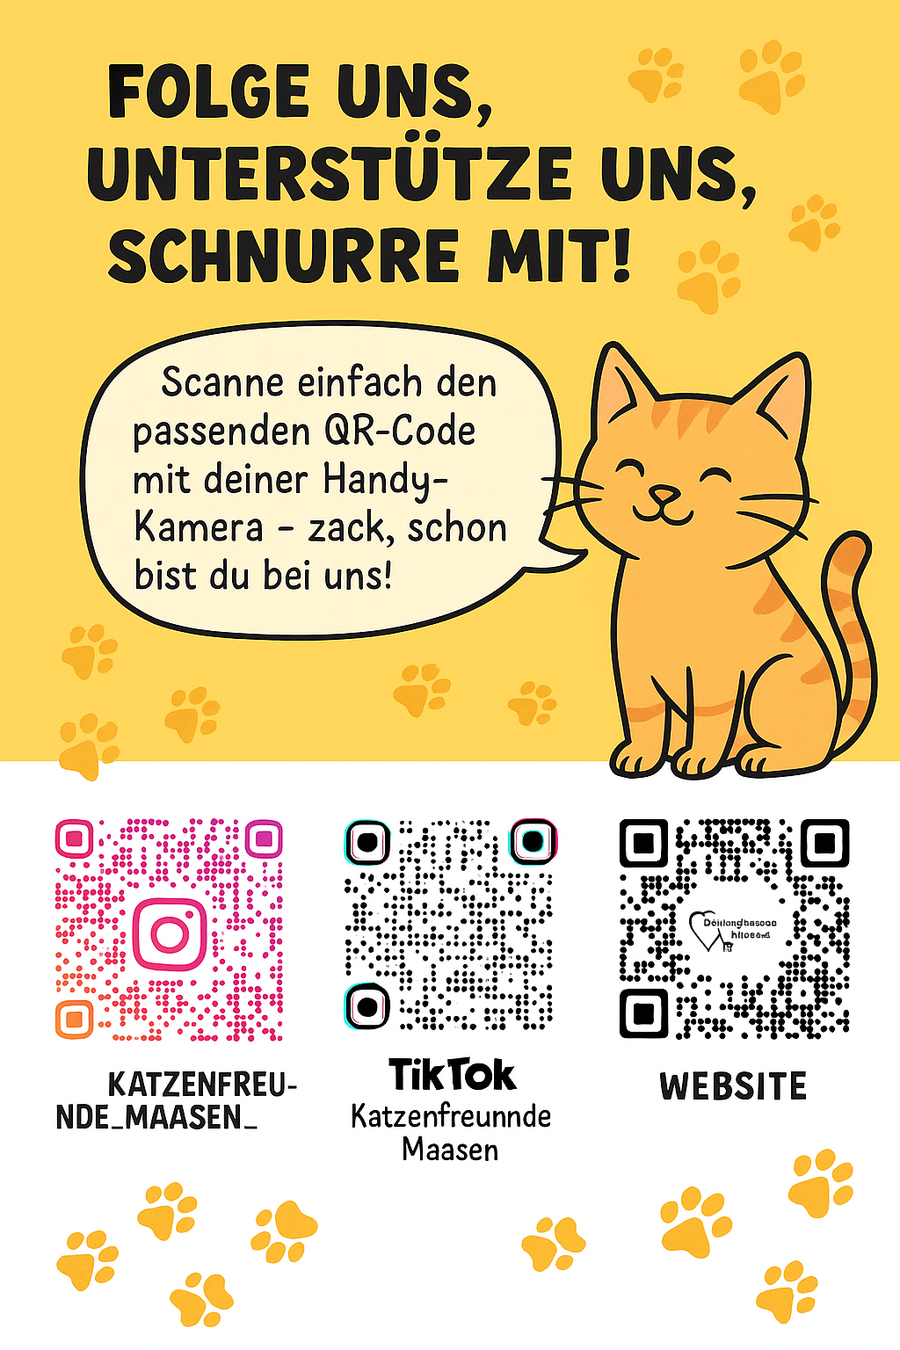 FOLGE UNS,
UNTERSTÜTZE UNS,
SCHNURRE MIT!
Scanne einfach den
passenden QR-Code
mit deiner Handy-
Kamera – zack, schon
bist du bei uns!
KATZENFREU-
NDE_MAASEN_
TikTok
Katzenfreunnde
Maasen
WEBSITE